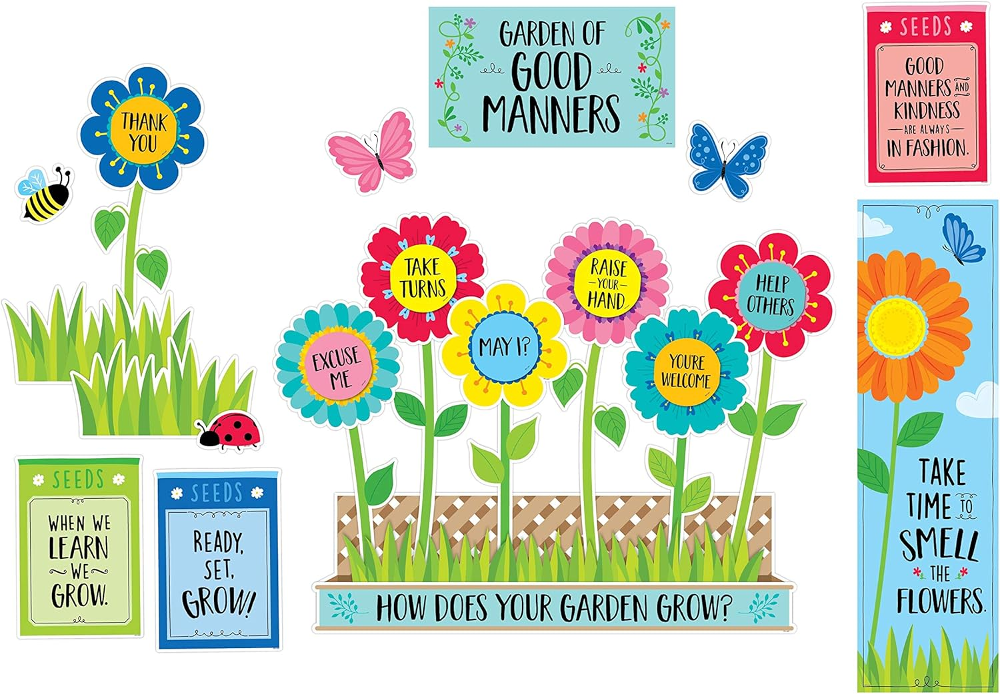 GARDEN OF
GOOD
MANNERS
SEEDS
GOOD
MANNERS AND
KINDNESS
ARE ALWAYS
IN FASHION.
THANK
YOU
TAKE
TURNS
RAISE
YOUR
HAND
HELP
OTHERS
EXCUSE
ME
MAY I?
YOU'RE
WELCOME
HOW DOES YOUR GARDEN GROW?
SEEDS
WHEN WE
LEARN
WE
GROW.
SEEDS
READY,
SET,
GROW!
TAKE
TIME TO
SMELL
THE
FLOWERS.